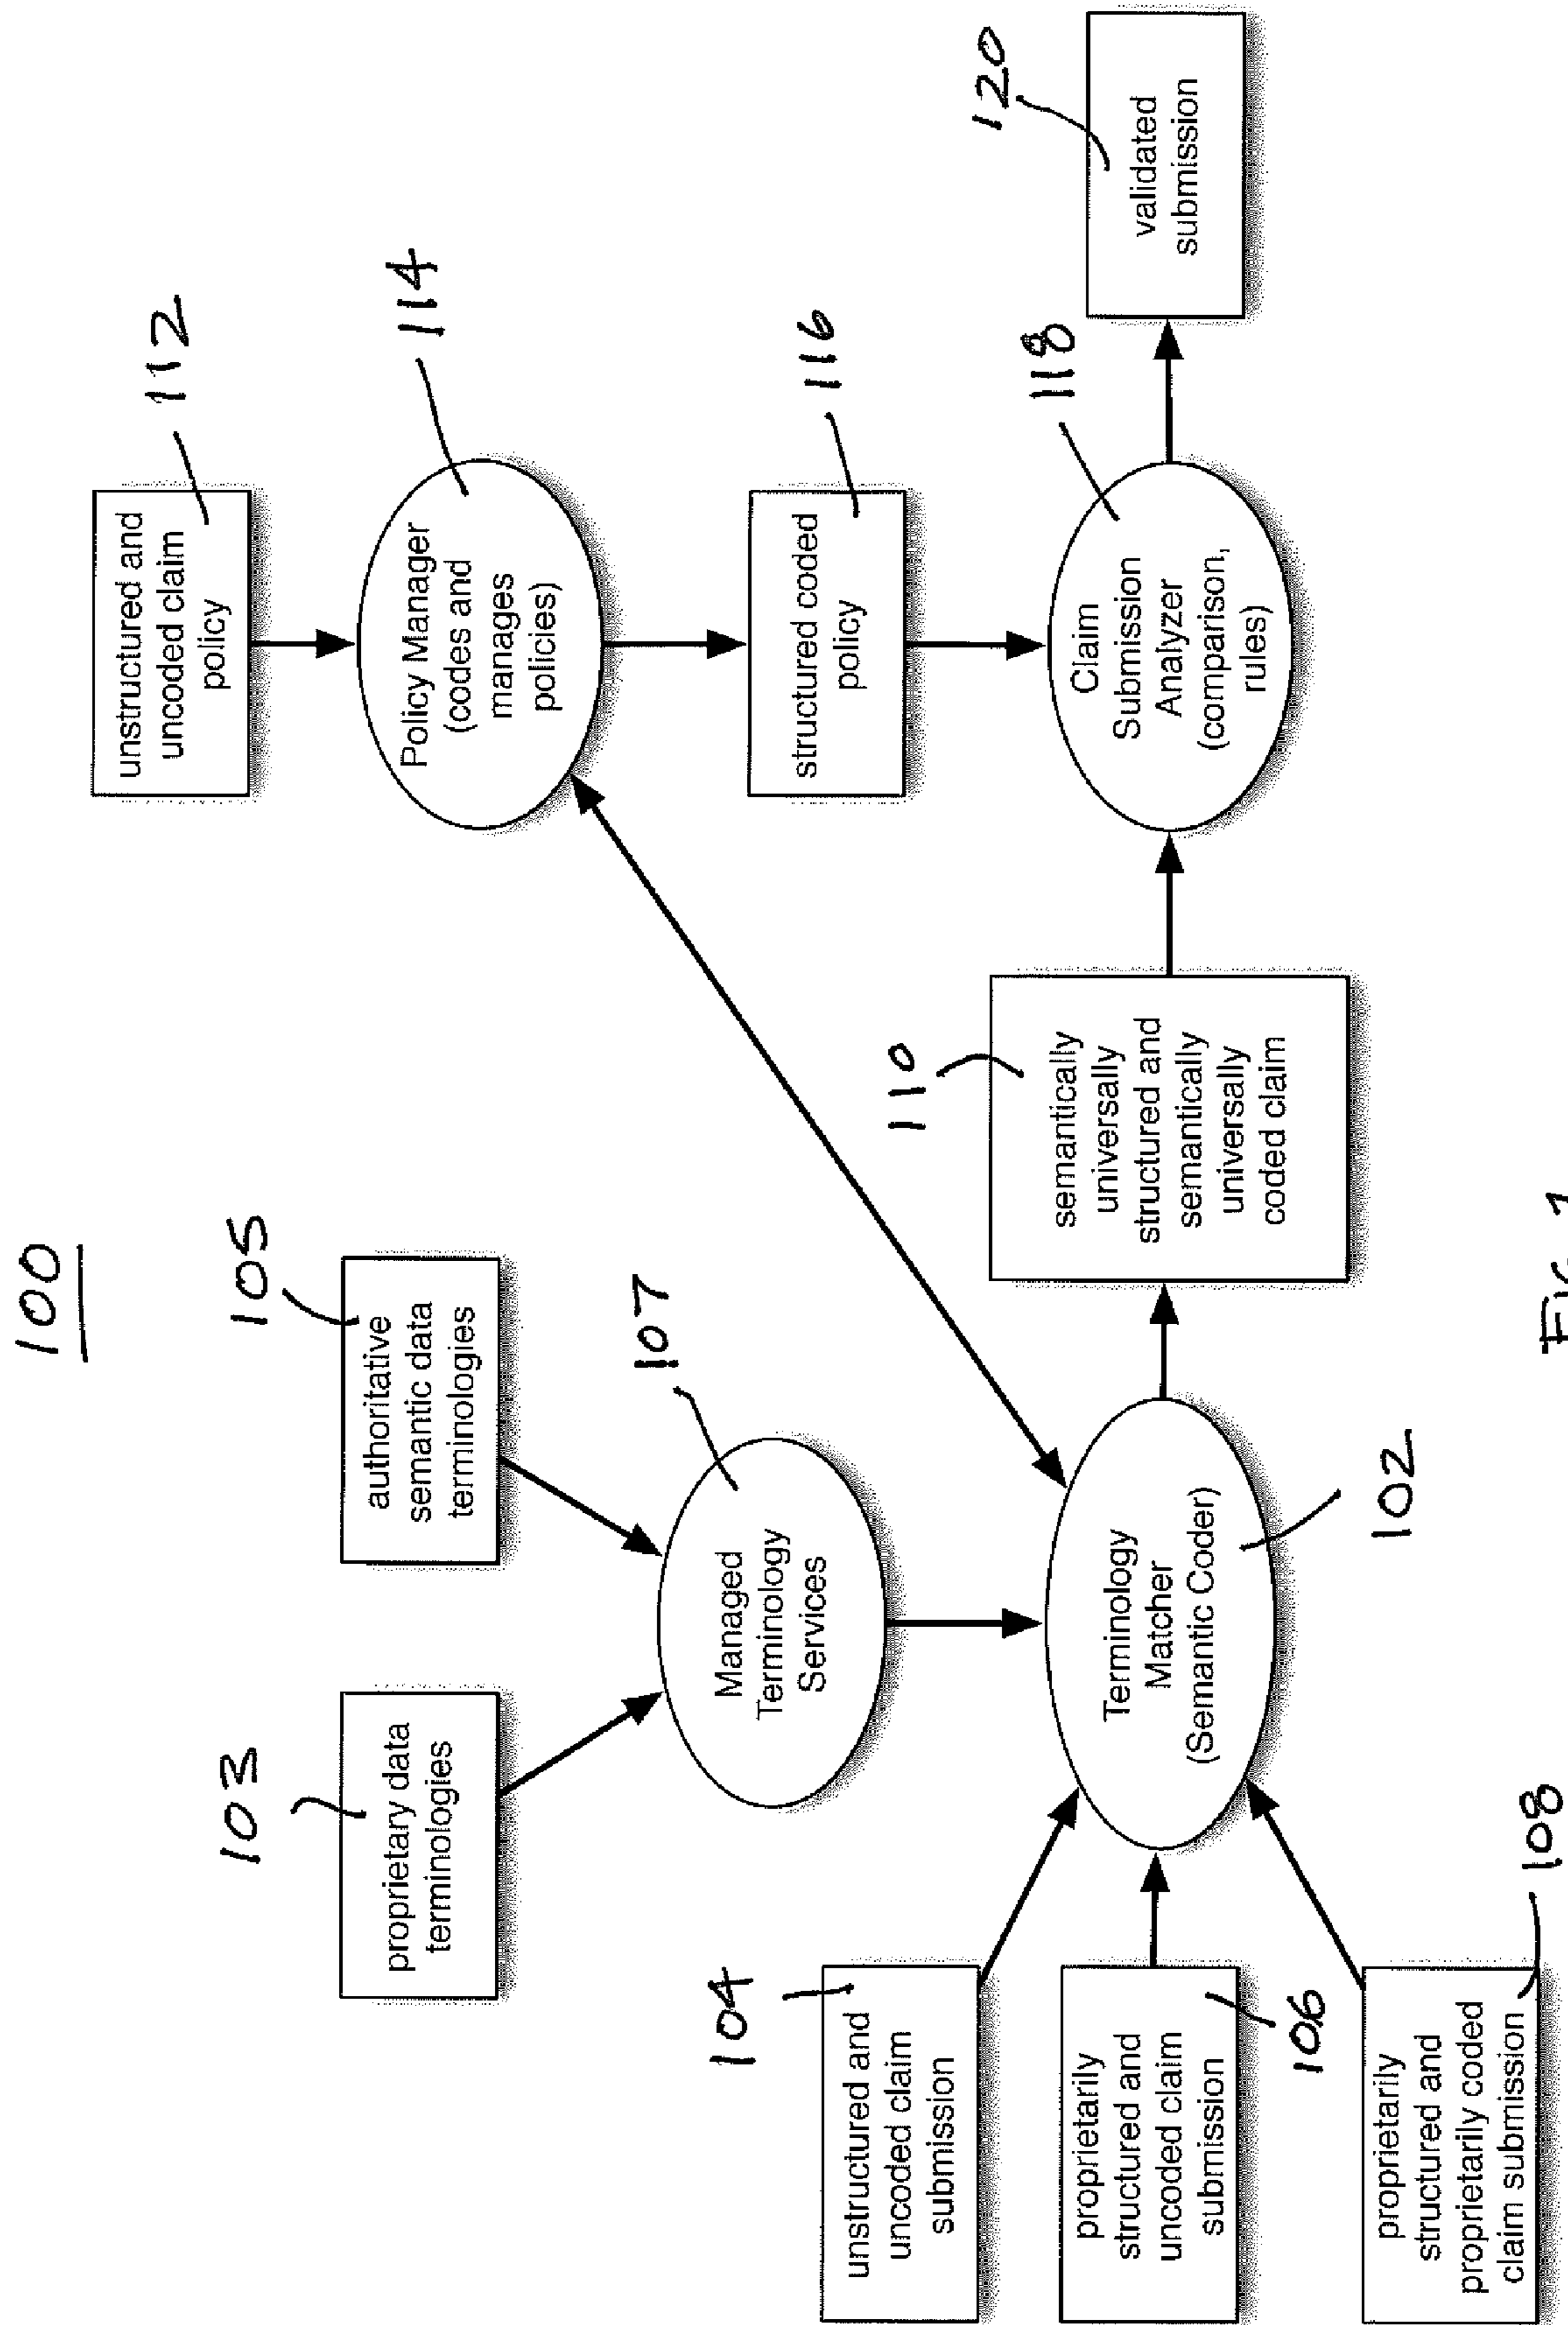 100
103
proprietary data
terminologies
105
authoritative
semantic data
terminologies
112
unstructured and
uncoded claim
policy
107
Managed
Terminology
Services
114
Policy Manager
(codes and
manages
policies)
104
unstructured and
uncoded claim
submission
116
structured coded
policy
106
proprietarily
structured and
uncoded claim
submission
102
Terminology
Matcher
(Semantic Coder)
110
semantically
universally
structured and
semantically
universally
coded claim
118
Claim
Submission
Analyzer
(comparison,
rules)
120
validated
submission
108
proprietarily
structured and
proprietarily coded
claim submission
FIG 1